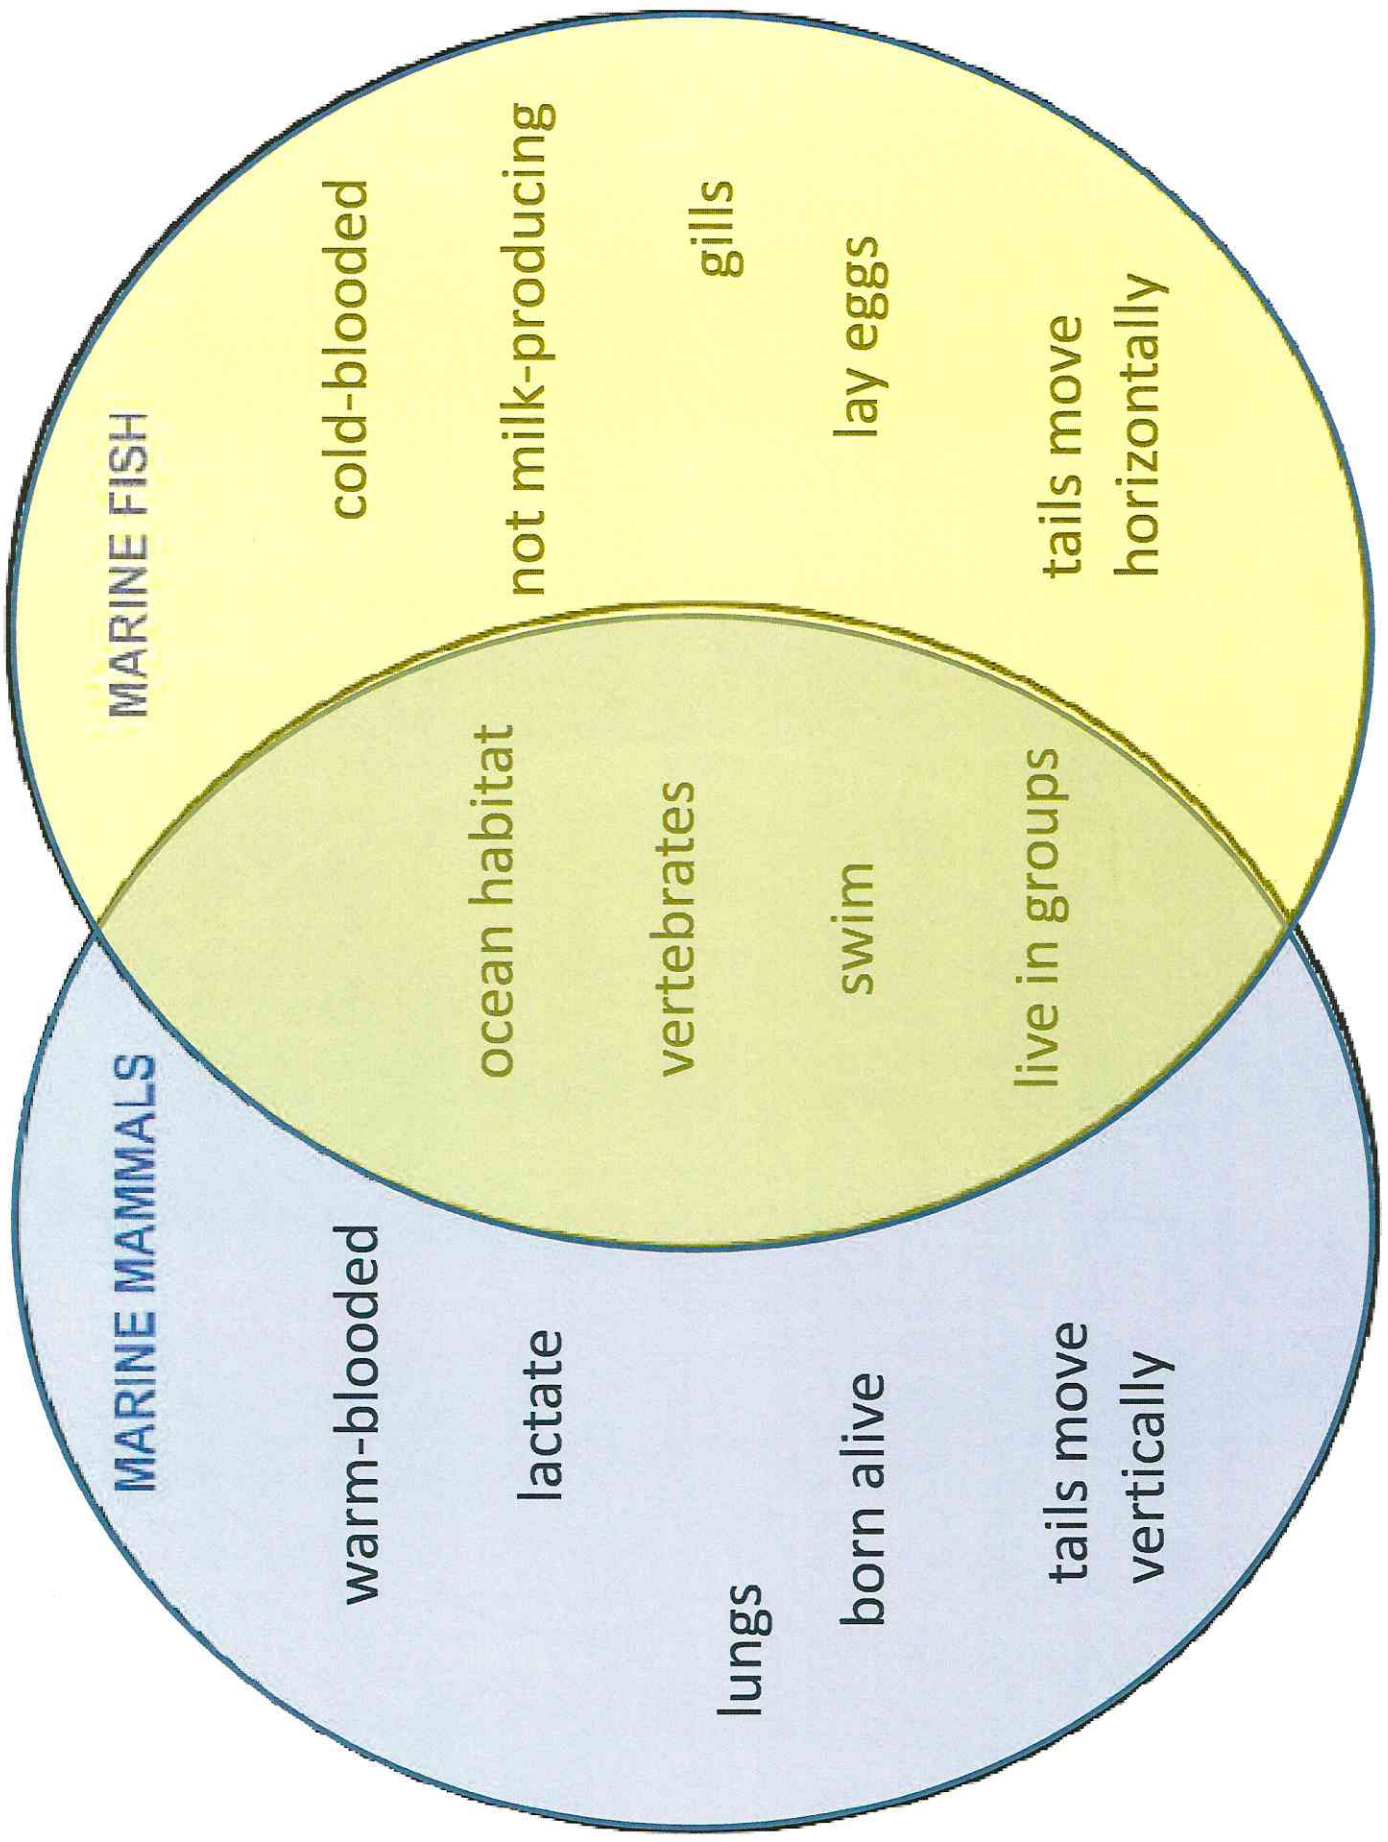 MARINE MAMMALS
warm-blooded
lactate
lungs
born alive
tails move
vertically
ocean habitat
vertebrates
swim
live in groups
MARINE FISH
cold-blooded
not milk-producing
gills
lay eggs
tails move
horizontally